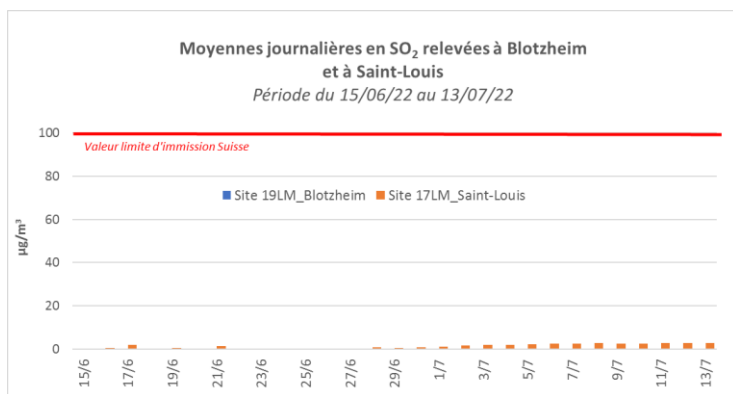 Moyennes journalières en SO₂ relevées à Blotzheim
et à Saint-Louis
Période du 15/06/22 au 13/07/22
100
Valeur limite d'immission Suisse
80
Site 19LM_Blotzheim Site 17LM_Saint-Louis
60
µg/m³
40
20
0
15/6 17/6 19/6 21/6 23/6 25/6 27/6 29/6 1/7 3/7 5/7 7/7 9/7 11/7 13/7